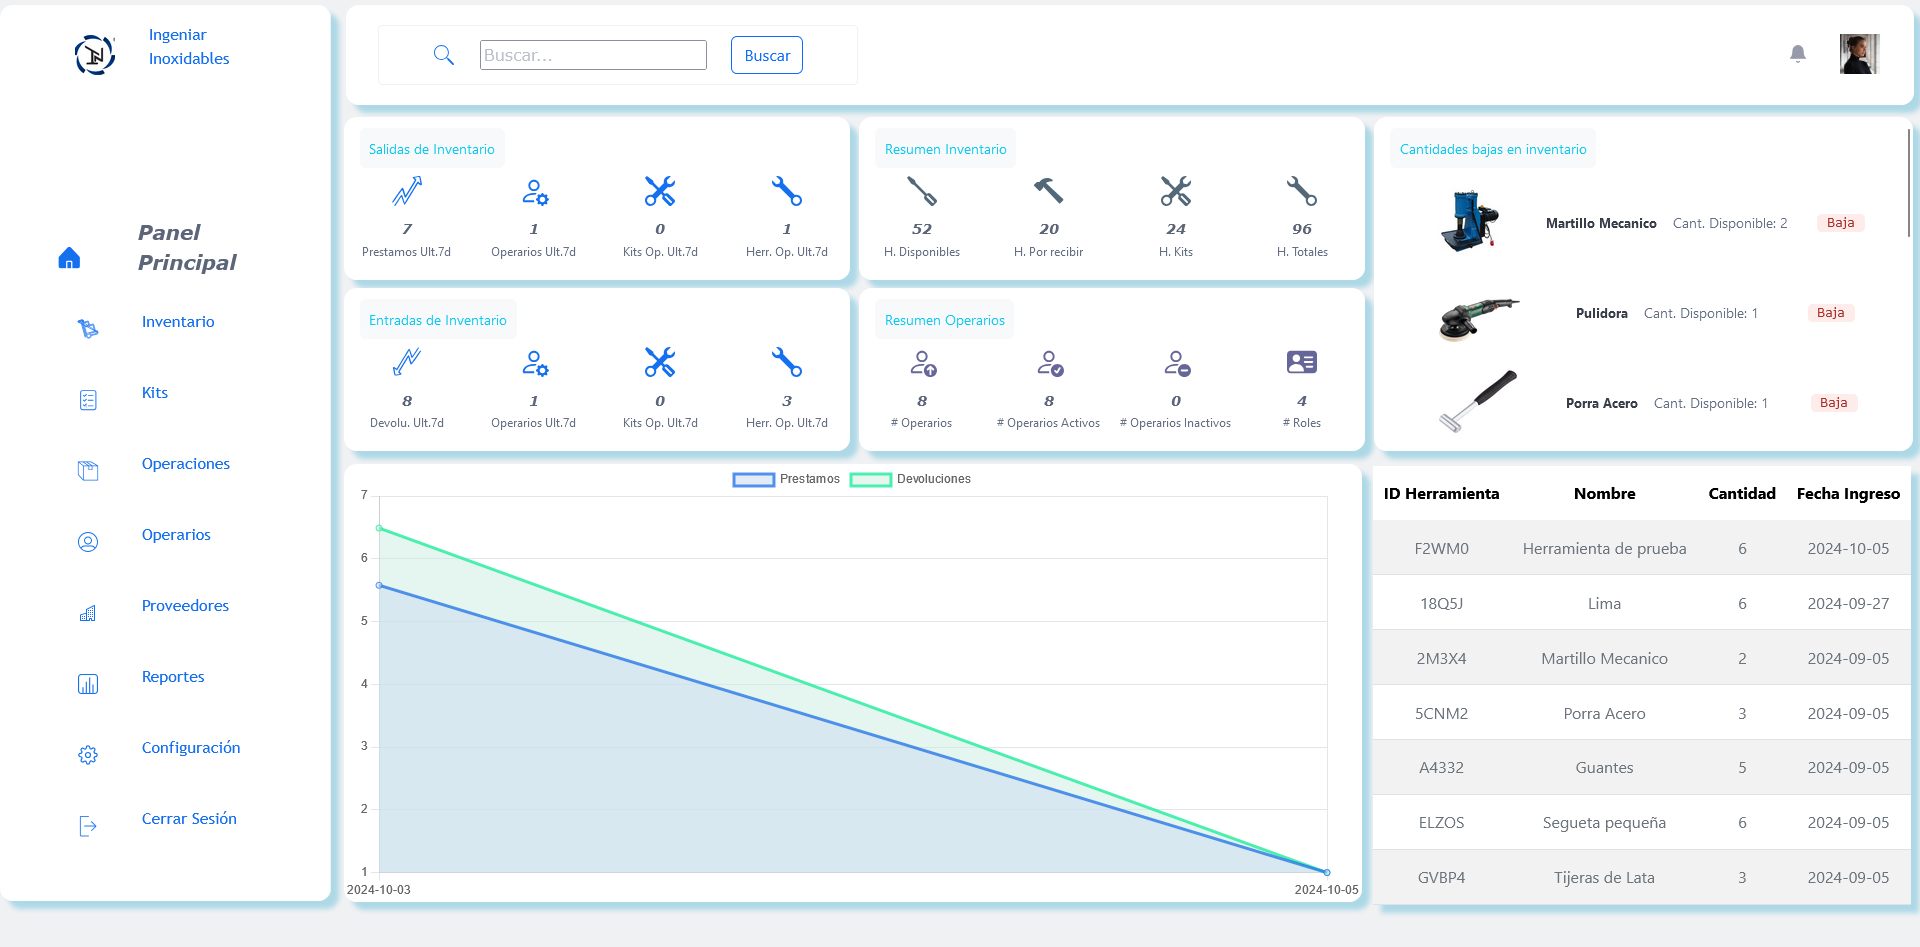 Ingeniar
Inoxidables
Panel
Principal
Inventario
Kits
Operaciones
Operarios
Proveedores
Reportes
Configuración
Cerrar Sesión
Buscar...
Buscar
Salidas de Inventario
7
1
0
1
Prestamos Ult.7d
Operarios Ult.7d
Kits Op. Ult.7d
Herr. Op. Ult.7d
Resumen Inventario
52
20
24
96
H. Disponibles
H. Por recibir
H. Kits
H. Totales
Cantidades bajas en inventario
Martillo Mecanico Cant. Disponible: 2 Baja
Pulidora Cant. Disponible: 1 Baja
Porra Acero Cant. Disponible: 1 Baja
Entradas de Inventario
8
1
0
3
Devolu. Ult.7d
Operarios Ult.7d
Kits Op. Ult.7d
Herr. Op. Ult.7d
Resumen Operarios
8
8
0
4
# Operarios
# Operarios Activos
# Operarios Inactivos
# Roles
Prestamos Devoluciones
7
6
5
4
3
2
1
2024-10-03 2024-10-05
ID Herramienta Nombre Cantidad Fecha Ingreso
F2WM0 Herramienta de prueba 6 2024-10-05
18Q5J Lima 6 2024-09-27
2M3X4 Martillo Mecanico 2 2024-09-05
5CNM2 Porra Acero 3 2024-09-05
A4332 Guantes 5 2024-09-05
ELZOS Segueta pequeña 6 2024-09-05
GVBP4 Tijeras de Lata 3 2024-09-05